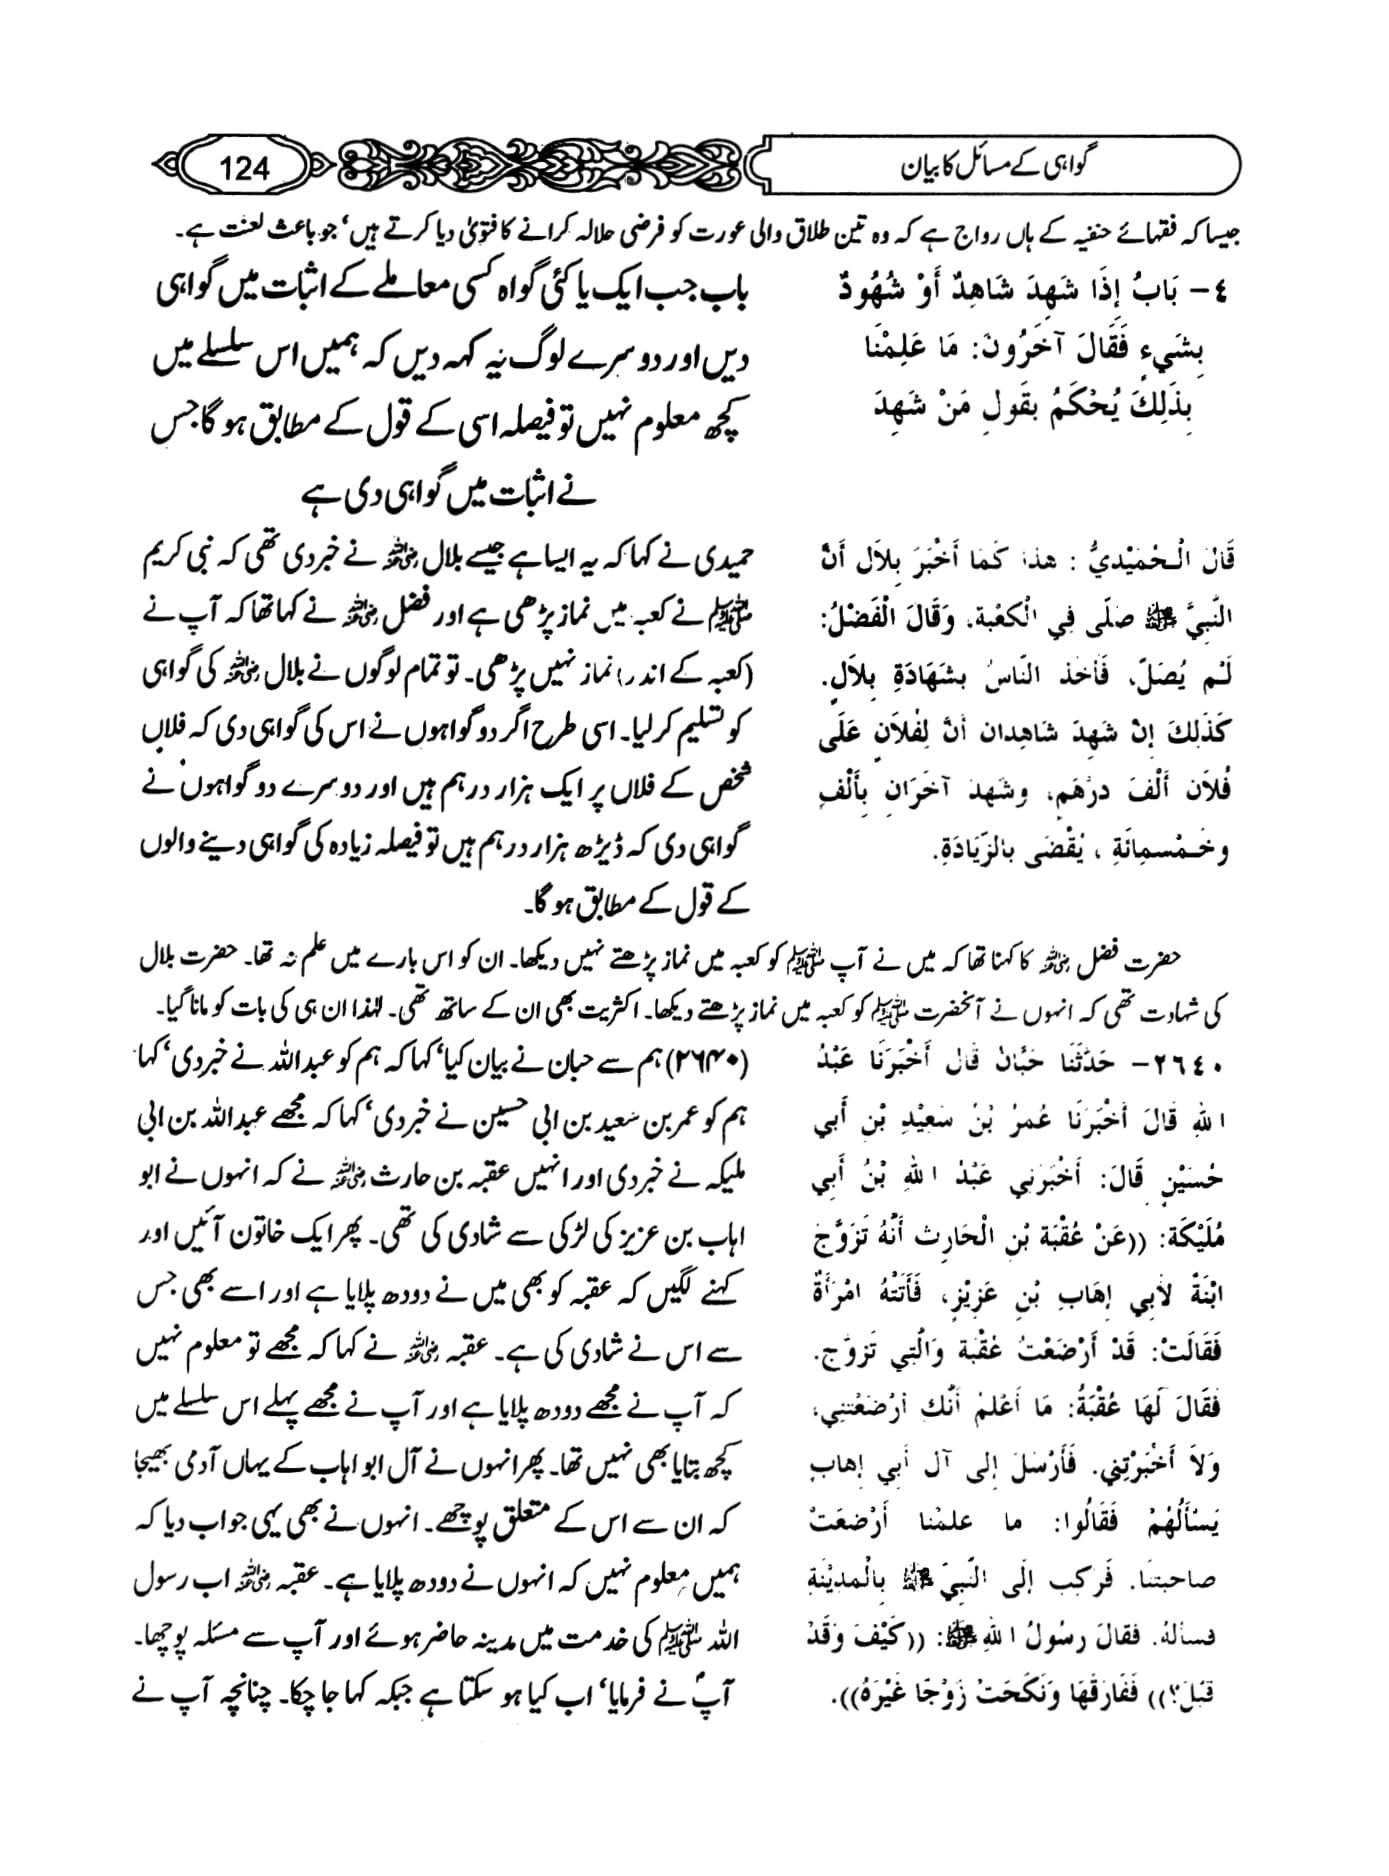 گواہی کے مسائل کا بیان
124
جیسا کہ فقہائے حنفیہ کے ہاں رواج ہے کہ وہ تین طلاق والی عورت کو فرضی حلالہ کرانے کا فتویٰ دیا کرتے ہیں' جو باعث لعنت ہے۔
٤- بَابُ إِذَا شَهِدَ شَاهِدٌ أَوْ شُهُودٌ
بِشَيْءٍ فَقَالَ آخَرُونَ: مَا عَلِمْنَا
بِذَلِكَ يُحْكَمُ بِقَولِ مَنْ شَهِدَ
باب جب ایک یا کئی گواہ کسی معاملے کے اثبات میں گواہی
دیں اور دوسرے لوگ یہ کہہ دیں کہ ہمیں اس سلسلے میں
کچھ معلوم نہیں تو فیصلہ اسی کے قول کے مطابق ہو گا جس
نے اثبات میں گواہی دی ہے
قَالَ الْحُمَيْدِيُّ : هذا كَمَا أَخْبَرَ بِلاَل أَنَّ
النَّبِيَّ ﷺ صَلَّى فِي الْكَعْبَة، وَقَالَ الْفَضْلُ:
لَمْ يُصَلِّ، فَأَخَذ النَّاسُ بِشَهَادَةِ بِلاَلٍ.
كَذَلِكَ إِنْ شَهِدَ شَاهِدان أَنَّ لِفُلاَنٍ عَلَى
فُلاَن أَلْفَ دِرْهَم، وشَهِد آخَرَانِ بِأَلْفٍ
وخَمْسمِائَةٍ ، يُقْضَى بالزِّيَادَةِ.
حمیدی نے کہا کہ یہ ایسا ہے جیسے بلال رضی اللہ عنہ نے خبر دی تھی کہ نبی کریم
ﷺ نے کعبہ میں نماز پڑھی ہے اور فضل رضی اللہ عنہ نے کہا تھا کہ آپ نے
(کعبہ کے اندر) نماز نہیں پڑھی۔ تو تمام لوگوں نے بلال رضی اللہ عنہ کی گواہی
کو تسلیم کر لیا۔ اسی طرح اگر دو گواہوں نے اس کی گواہی دی کہ فلاں
شخص کے فلاں پر ایک ہزار درہم ہیں اور دوسرے دو گواہوں نے
گواہی دی کہ ڈیڑھ ہزار درہم ہیں تو فیصلہ زیادہ کی گواہی دینے والوں
کے قول کے مطابق ہو گا۔
حضرت فضل رضی اللہ عنہ کا کہنا تھا کہ میں نے آپ ﷺ کو کعبہ میں نماز پڑھتے نہیں دیکھا۔ ان کو اس بارے میں علم نہ تھا۔ حضرت بلال
کی شہادت تھی کہ انہوں نے آنحضرت ﷺ کو کعبہ میں نماز پڑھتے دیکھا۔ اکثریت بھی ان کے ساتھ تھی۔ لہٰذا ان ہی کی بات کو مانا گیا۔
٢٦٤٠- حَدَّثَنَا حَبَّانُ قَالَ أَخْبَرَنَا عَبْدُ
اللهِ قَالَ أَخْبَرَنَا عُمَرُ بْنُ سَعِيْدِ بْنِ أَبِي
حُسَيْنٍ قَالَ: أَخْبَرَنِي عَبْدُ اللهِ بْنُ أَبِي
مُلَيْكَةَ: ((عَنْ عُقْبَةَ بْنِ الْحَارِثِ أَنَّهُ تَزَوَّجَ
ابْنَةً لأَبِي إِهَابِ بْنِ عَزِيْزٍ، فَأَتَتْهُ امْرَأَةٌ
فَقَالَتْ: قَدْ أَرْضَعْتُ عُقْبَة وَالَّتِي تَزَوَّجَ.
فَقَالَ لَهَا عُقْبَةُ: مَا أَعْلَمُ أَنَّكِ أَرْضَعْتِنِي،
وَلاَ أَخْبَرْتِنِي. فَأَرْسَلَ إِلَى آل أَبِي إِهاب
يَسْأَلُهُمْ فَقَالُوا: مَا عَلِمْنَا أَرْضَعَتْ
صاحبتنا. فَركِب إلَى النَّبِيّ ﷺ بِالْمديْنَةِ
فسألهُ. فقالَ رسُولُ اللهِ ﷺ: ((كَيْفَ وَقَدْ
قِيْلَ؟)) فَفَارَقَهَا وَنَكَحَتْ زَوْجًا غَيْرَهُ)).
(۲۶۴۰) ہم سے حبان نے بیان کیا' کہا کہ ہم کو عبداللہ نے خبر دی' کہا
ہم کو عمر بن سعید بن ابی حسین نے خبر دی' کہا کہ مجھے عبداللہ بن ابی
ملیکہ نے خبر دی اور انہیں عقبہ بن حارث رضی اللہ عنہ نے کہ انہوں نے ابو
اہاب بن عزیز کی لڑکی سے شادی کی تھی۔ پھر ایک خاتون آئیں اور
کہنے لگیں کہ عقبہ کو بھی میں نے دودھ پلایا ہے اور اسے بھی جس
سے اس نے شادی کی ہے۔ عقبہ رضی اللہ عنہ نے کہا کہ مجھے تو معلوم نہیں
کہ آپ نے مجھے دودھ پلایا ہے اور آپ نے مجھے پہلے اس سلسلے میں
کچھ بتایا بھی نہیں تھا۔ پھر انہوں نے آل ابو اہاب کے یہاں آدمی بھیجا
کہ ان سے اس کے متعلق پوچھے۔ انہوں نے بھی یہی جواب دیا کہ
ہمیں معلوم نہیں کہ انہوں نے دودھ پلایا ہے۔ عقبہ رضی اللہ عنہ اب رسول
اللہ ﷺ کی خدمت میں مدینہ حاضر ہوئے اور آپ سے مسئلہ پوچھا۔
آپؐ نے فرمایا' اب کیا ہو سکتا ہے جبکہ کہا جا چکا۔ چنانچہ آپ نے